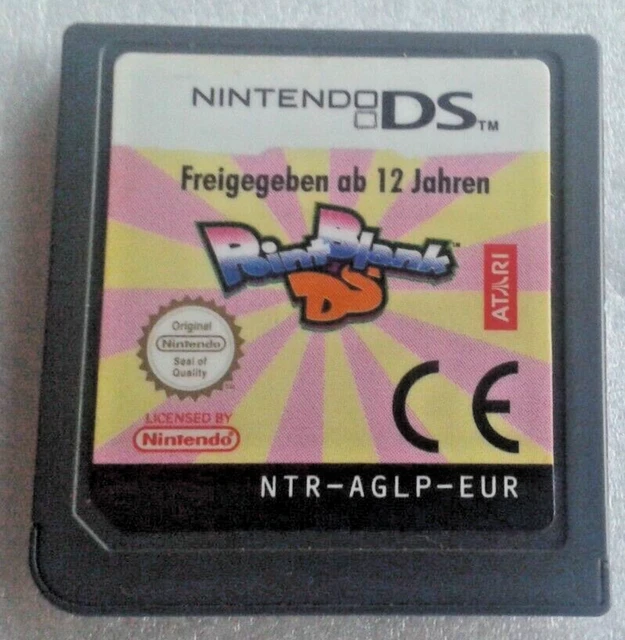 NINTENDO DS™
Freigegeben ab 12 Jahren
Point Blank™
DS
ATARI
Original
Nintendo
Seal of
Quality
LICENSED BY
Nintendo
CE
NTR-AGLP-EUR